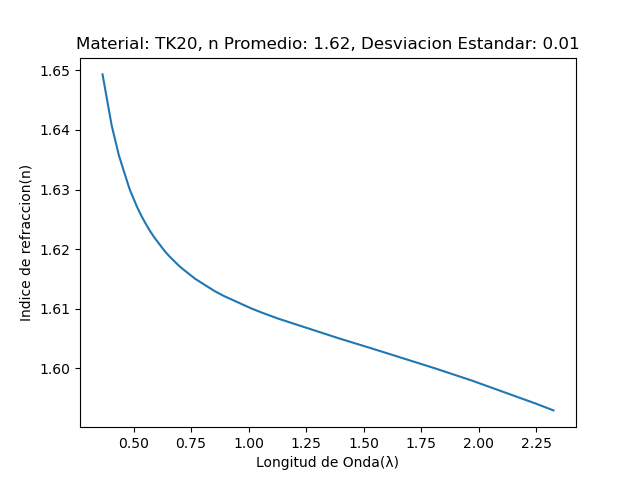 Material: TK20, n Promedio: 1.62, Desviacion Estandar: 0.01
1.65
1.64
1.63
1.62
1.61
1.60
Indice de refraccion(n)
0.50 0.75 1.00 1.25 1.50 1.75 2.00 2.25
Longitud de Onda(λ)